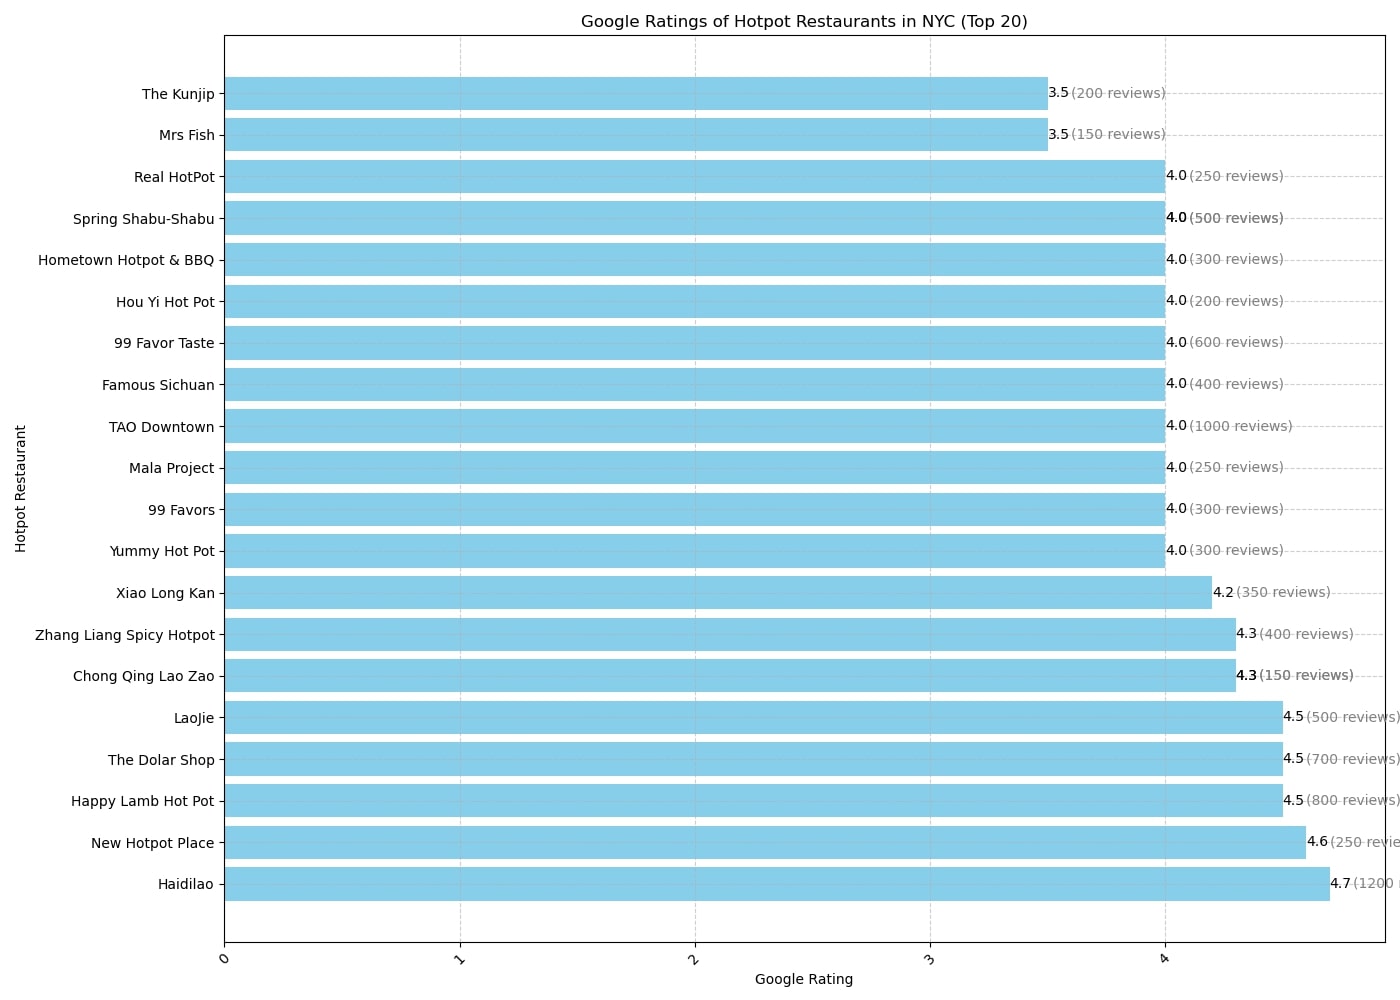 Google Ratings of Hotpot Restaurants in NYC (Top 20)
The Kunjip 3.5 (200 reviews)
Mrs Fish 3.5 (150 reviews)
Real HotPot 4.0 (250 reviews)
Spring Shabu-Shabu 4.0 (500 reviews)
Hometown Hotpot & BBQ 4.0 (300 reviews)
Hou Yi Hot Pot 4.0 (200 reviews)
99 Favor Taste 4.0 (600 reviews)
Famous Sichuan 4.0 (400 reviews)
TAO Downtown 4.0 (1000 reviews)
Mala Project 4.0 (250 reviews)
99 Favors 4.0 (300 reviews)
Yummy Hot Pot 4.0 (300 reviews)
Xiao Long Kan 4.2 (350 reviews)
Zhang Liang Spicy Hotpot 4.3 (400 reviews)
Chong Qing Lao Zao 4.3 (150 reviews)
LaoJie 4.5 (500 reviews)
The Dolar Shop 4.5 (700 reviews)
Happy Lamb Hot Pot 4.5 (800 reviews)
New Hotpot Place 4.6 (250 revie
Haidilao 4.7 (1200
Hotpot Restaurant
0 1 2 3 4
Google Rating